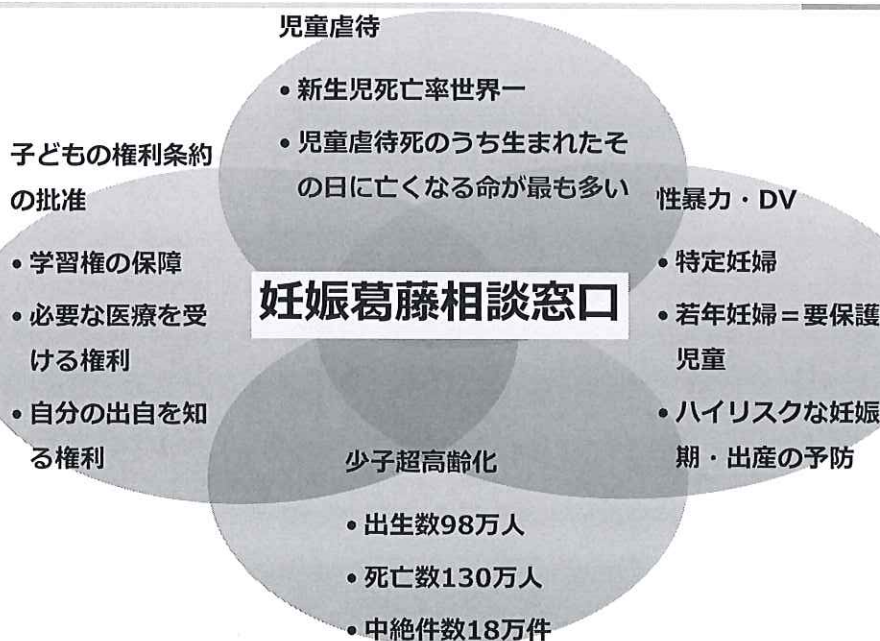 児童虐待
• 新生児死亡率世界一
• 児童虐待死のうち生まれたそ
の日に亡くなる命が最も多い
子どもの権利条約
の批准
• 学習権の保障
• 必要な医療を受
ける権利
• 自分の出自を知
る権利
妊娠葛藤相談窓口
性暴力・DV
• 特定妊婦
• 若年妊婦＝要保護
児童
• ハイリスクな妊娠
期・出産の予防
少子超高齢化
• 出生数98万人
• 死亡数130万人
• 中絶件数18万件